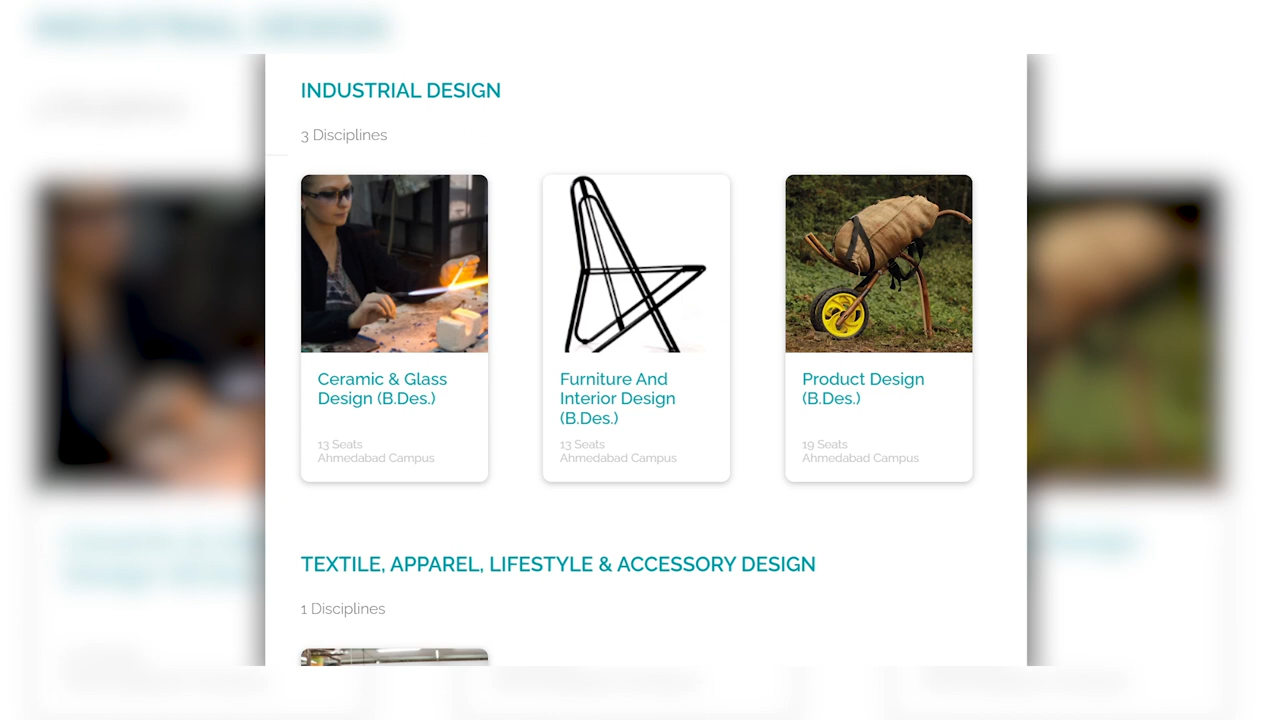 INDUSTRIAL DESIGN
3 Disciplines
Ceramic & Glass
Design (B.Des.)
13 Seats
Ahmedabad Campus
Furniture And
Interior Design
(B.Des.)
13 Seats
Ahmedabad Campus
Product Design
(B.Des.)
19 Seats
Ahmedabad Campus
TEXTILE, APPAREL, LIFESTYLE & ACCESSORY DESIGN
1 Disciplines